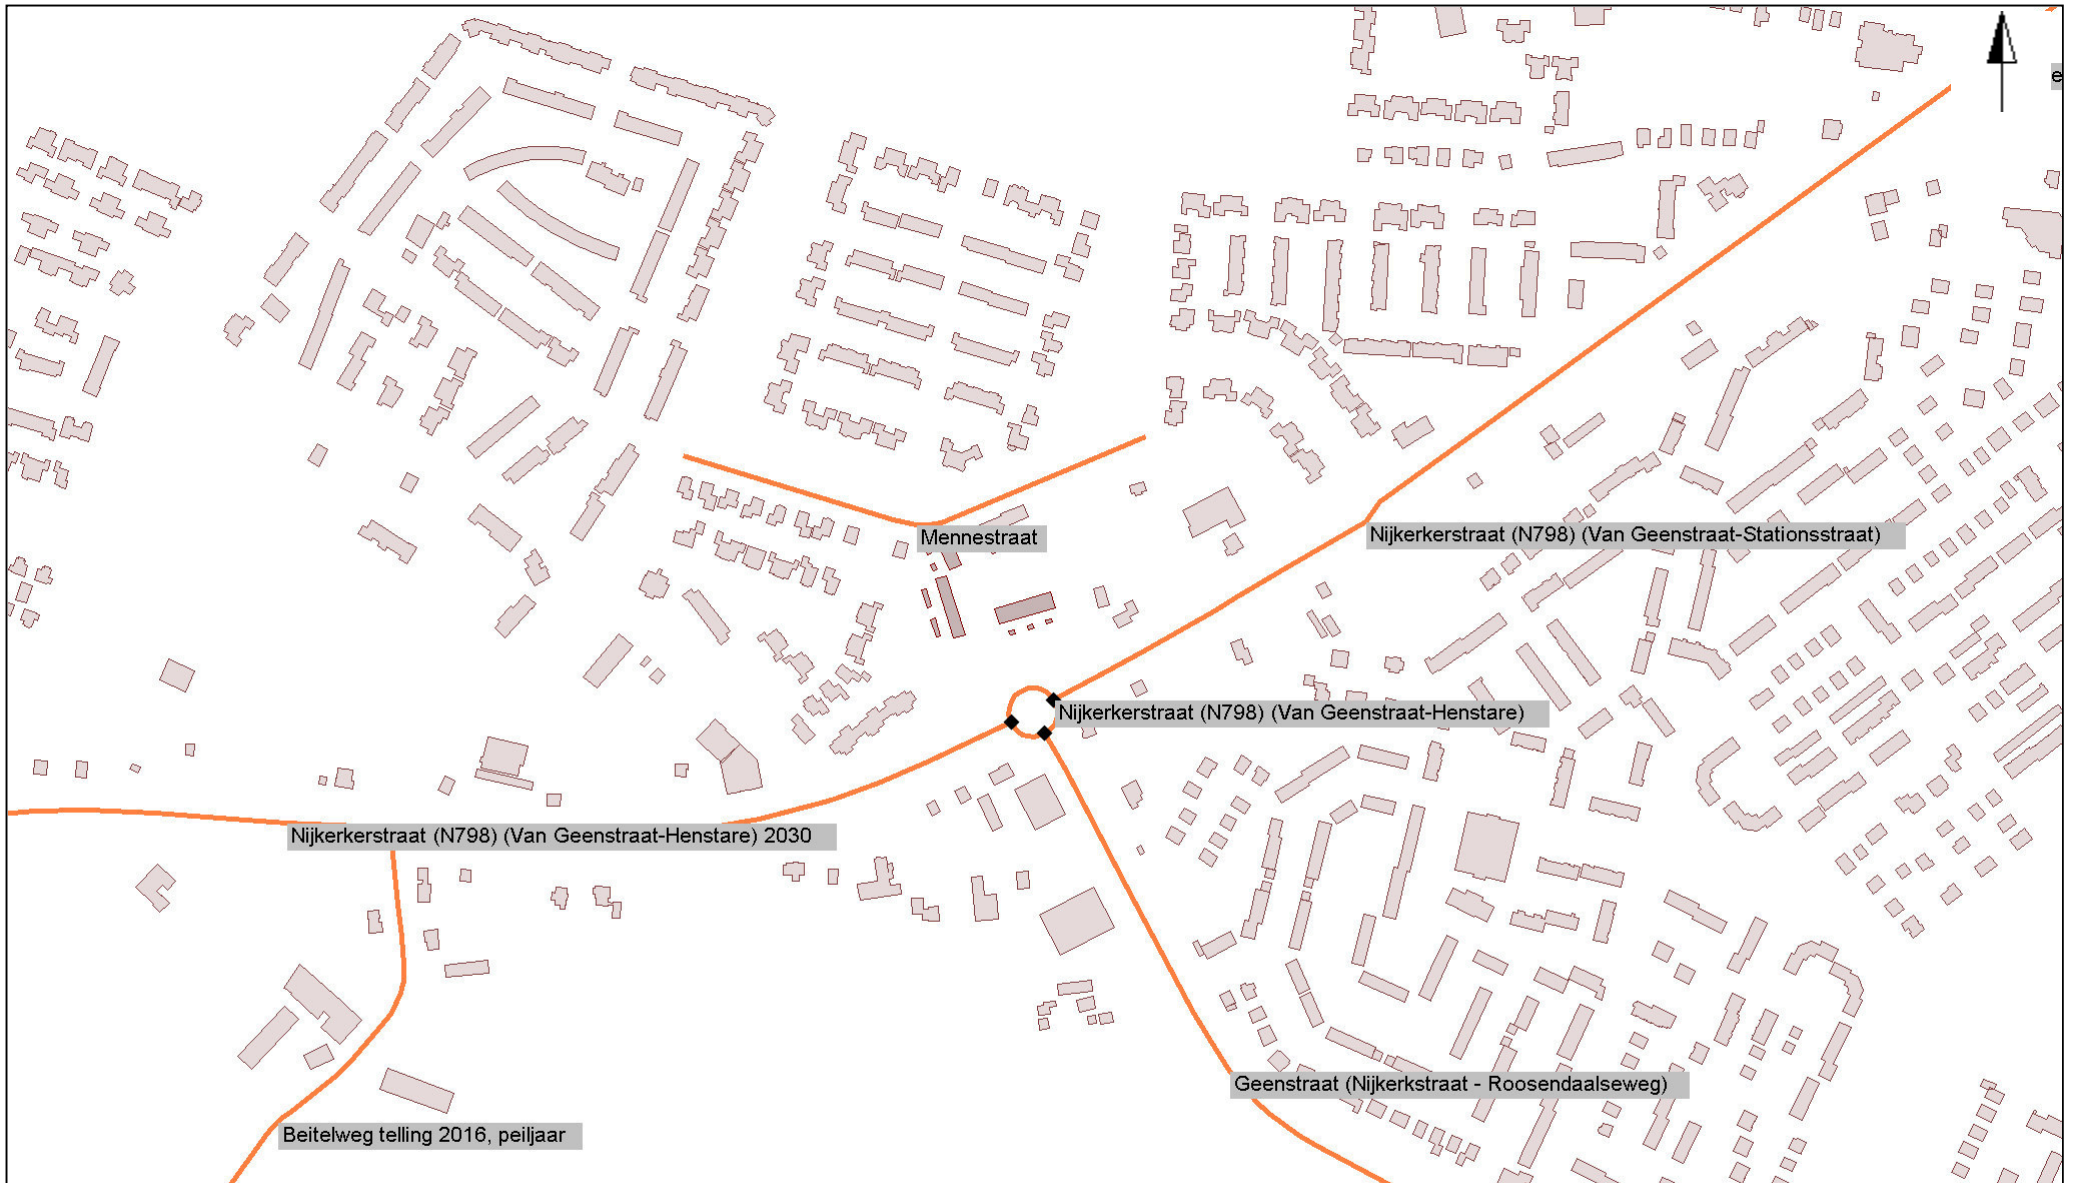 e
Mennestraat
Nijkerkerstraat (N798) (Van Geenstraat-Stationsstraat)
Nijkerkerstraat (N798) (Van Geenstraat-Henstare)
Nijkerkerstraat (N798) (Van Geenstraat-Henstare) 2030
Geenstraat (Nijkerkstraat - Roosendaalseweg)
Beitelweg telling 2016, peiljaar